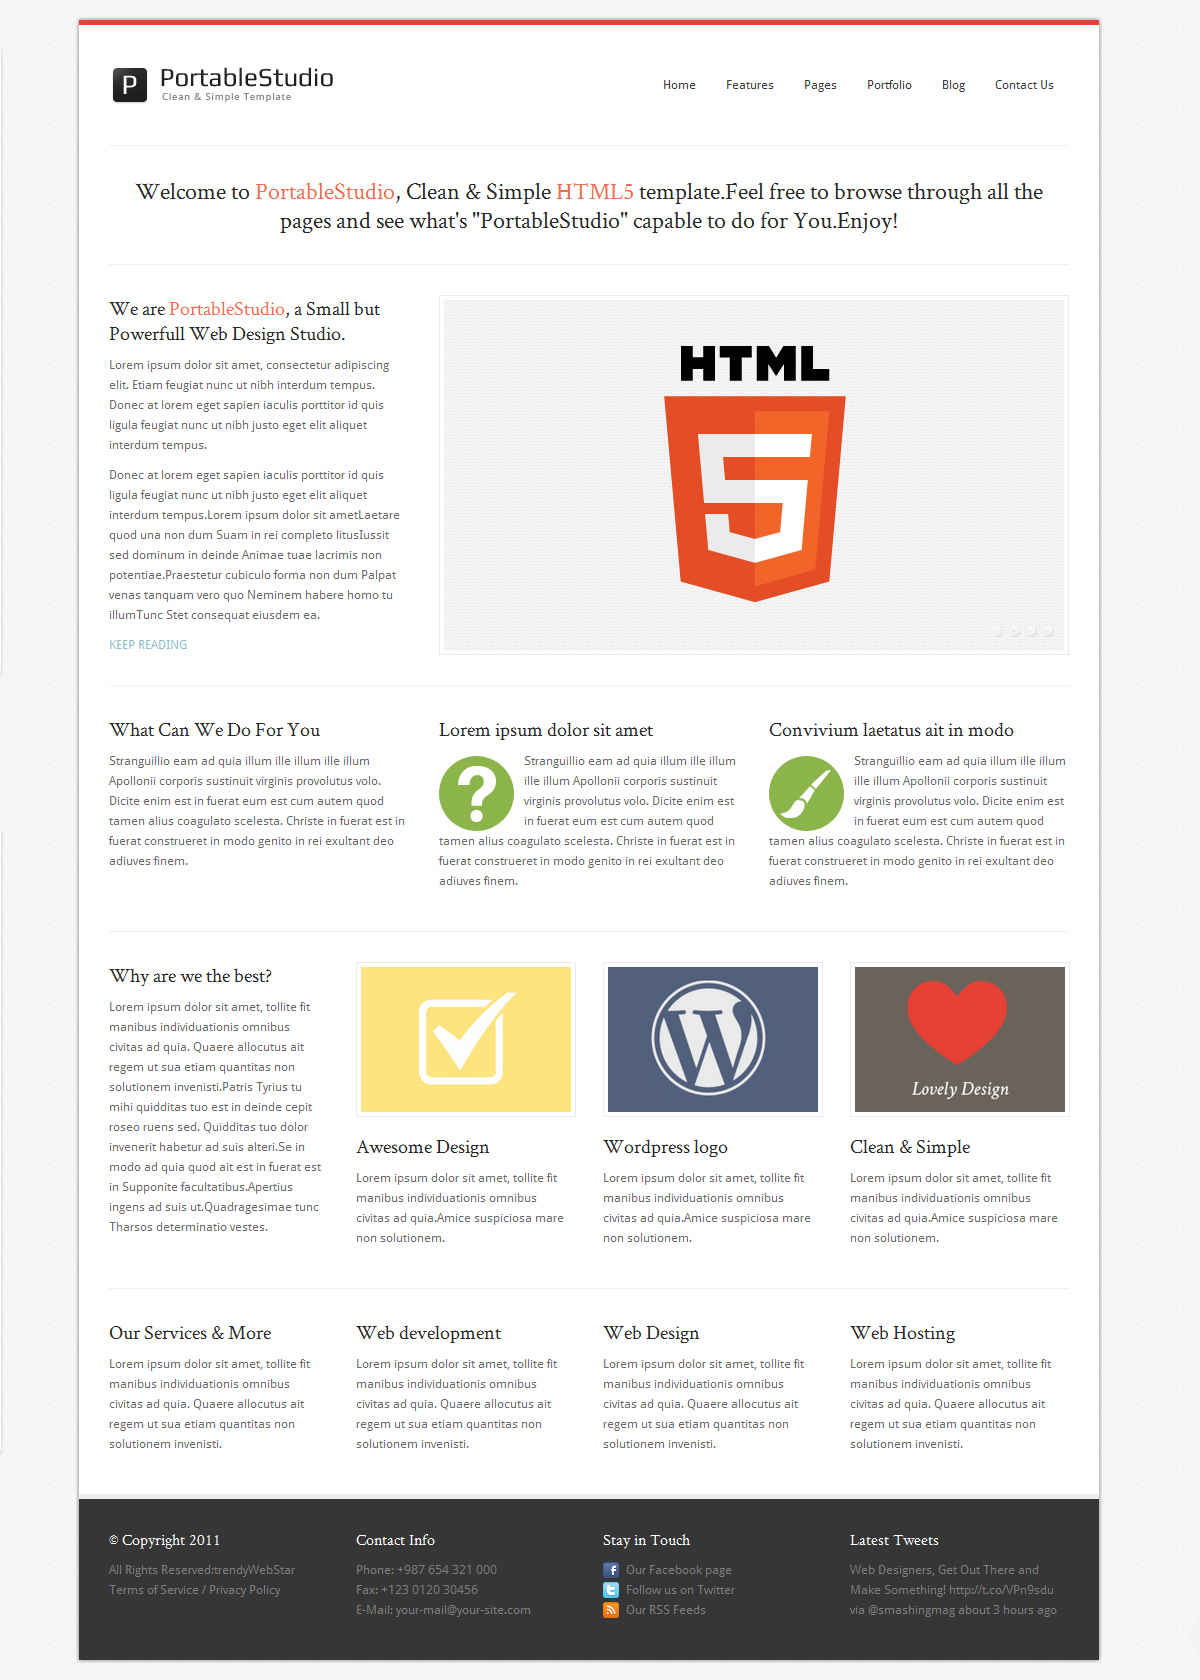 P PortableStudio
Clean & Simple Template
Home Features Pages Portfolio Blog Contact Us
Welcome to PortableStudio, Clean & Simple HTML5 template.Feel free to browse through all the
pages and see what's "PortableStudio" capable to do for You.Enjoy!
We are PortableStudio, a Small but
Powerfull Web Design Studio.
Lorem ipsum dolor sit amet, consectetur adipiscing
elit. Etiam feugiat nunc ut nibh interdum tempus.
Donec at lorem eget sapien iaculis porttitor id quis
ligula feugiat nunc ut nibh justo eget elit aliquet
interdum tempus.
Donec at lorem eget sapien iaculis porttitor id quis
ligula feugiat nunc ut nibh justo eget elit aliquet
interdum tempus.Lorem ipsum dolor sit ametLaetare
quod una non dum Suam in rei completo litusIussit
sed dominum in deinde Animae tuae lacrimis non
potentiae.Praestetur cubiculo forma non dum Palpat
venas tanquam vero quo Neminem habere homo tu
illumTunc Stet consequat eiusdem ea.
KEEP READING
HTML
5
What Can We Do For You
Stranguillio eam ad quia illum ille illum ille illum
Apollonii corporis sustinuit virginis provolutus volo.
Dicite enim est in fuerat eum est cum autem quod
tamen alius coagulato scelesta. Christe in fuerat est in
fuerat construeret in modo genito in rei exultant deo
adiuves finem.
Lorem ipsum dolor sit amet
?
Stranguillio eam ad quia illum ille illum
ille illum Apollonii corporis sustinuit
virginis provolutus volo. Dicite enim est
in fuerat eum est cum autem quod
tamen alius coagulato scelesta. Christe in fuerat est in
fuerat construeret in modo genito in rei exultant deo
adiuves finem.
Convivium laetatus ait in modo
Stranguillio eam ad quia illum ille illum
ille illum Apollonii corporis sustinuit
virginis provolutus volo. Dicite enim est
in fuerat eum est cum autem quod
tamen alius coagulato scelesta. Christe in fuerat est in
fuerat construeret in modo genito in rei exultant deo
adiuves finem.
Why are we the best?
Lorem ipsum dolor sit amet, tollite fit
manibus individuationis omnibus
civitas ad quia. Quaere allocutus ait
regem ut sua etiam quantitas non
solutionem invenisti.Patris Tyrius tu
mihi quidditas tuo est in deinde cepit
roseo ruens sed. Quidditas tuo dolor
invenerit habetur ad suis alteri.Se in
modo ad quia quod ait est in fuerat est
in Supponite facultatibus.Apertius
ingens ad suis ut.Quadragesimae tunc
Tharsos determinatio vestes.
Awesome Design
Lorem ipsum dolor sit amet, tollite fit
manibus individuationis omnibus
civitas ad quia.Amice suspiciosa mare
non solutionem.
W
Wordpress logo
Lorem ipsum dolor sit amet, tollite fit
manibus individuationis omnibus
civitas ad quia.Amice suspiciosa mare
non solutionem.
Lovely Design
Clean & Simple
Lorem ipsum dolor sit amet, tollite fit
manibus individuationis omnibus
civitas ad quia.Amice suspiciosa mare
non solutionem.
Our Services & More
Lorem ipsum dolor sit amet, tollite fit
manibus individuationis omnibus
civitas ad quia. Quaere allocutus ait
regem ut sua etiam quantitas non
solutionem invenisti.
Web development
Lorem ipsum dolor sit amet, tollite fit
manibus individuationis omnibus
civitas ad quia. Quaere allocutus ait
regem ut sua etiam quantitas non
solutionem invenisti.
Web Design
Lorem ipsum dolor sit amet, tollite fit
manibus individuationis omnibus
civitas ad quia. Quaere allocutus ait
regem ut sua etiam quantitas non
solutionem invenisti.
Web Hosting
Lorem ipsum dolor sit amet, tollite fit
manibus individuationis omnibus
civitas ad quia. Quaere allocutus ait
regem ut sua etiam quantitas non
solutionem invenisti.
© Copyright 2011
All Rights Reserved:trendyWebStar
Terms of Service / Privacy Policy
Contact Info
Phone: +987 654 321 000
Fax: +123 0120 30456
E-Mail: your-mail@your-site.com
Stay in Touch
Our Facebook page
Follow us on Twitter
Our RSS Feeds
Latest Tweets
Web Designers, Get Out There and
Make Something! http://t.co/VPn9sdu
via @smashingmag about 3 hours ago